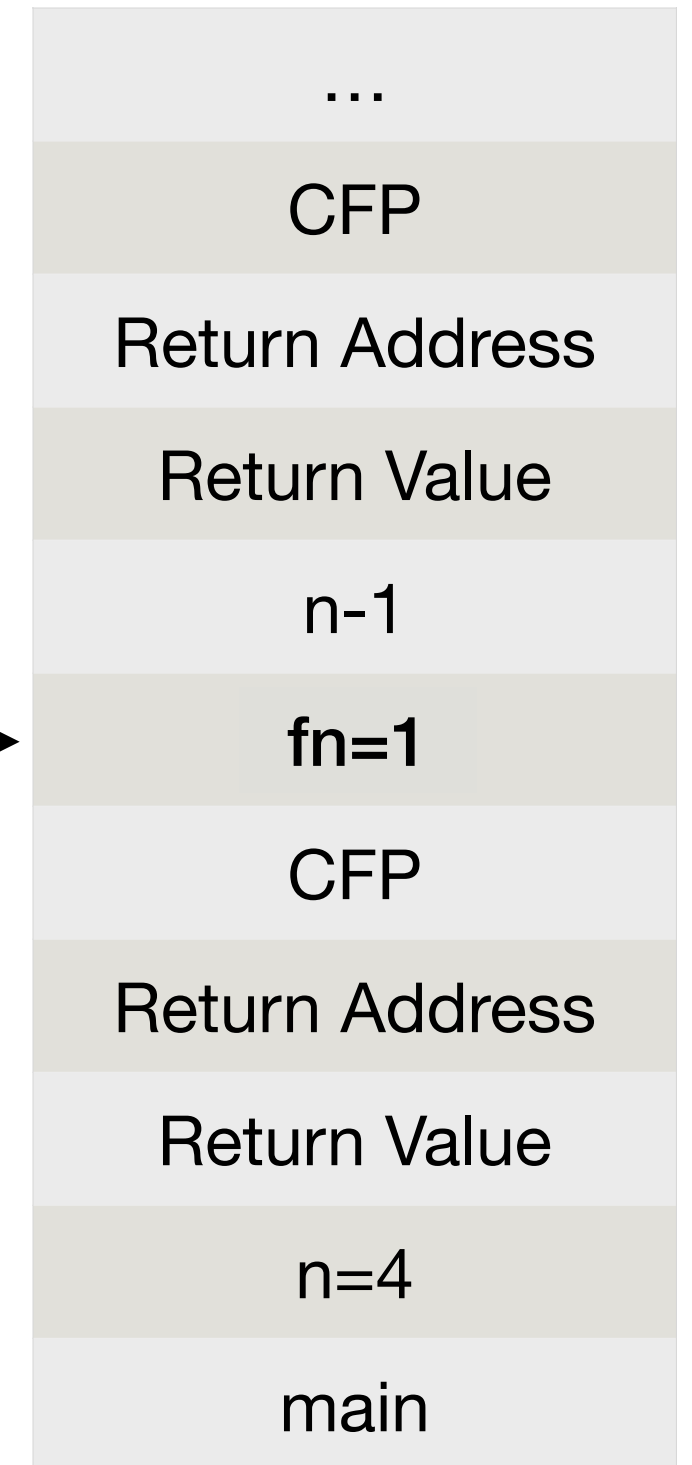 ...
CFP
Return Address
Return Value
n-1
fn=1
CFP
Return Address
Return Value
n=4
main